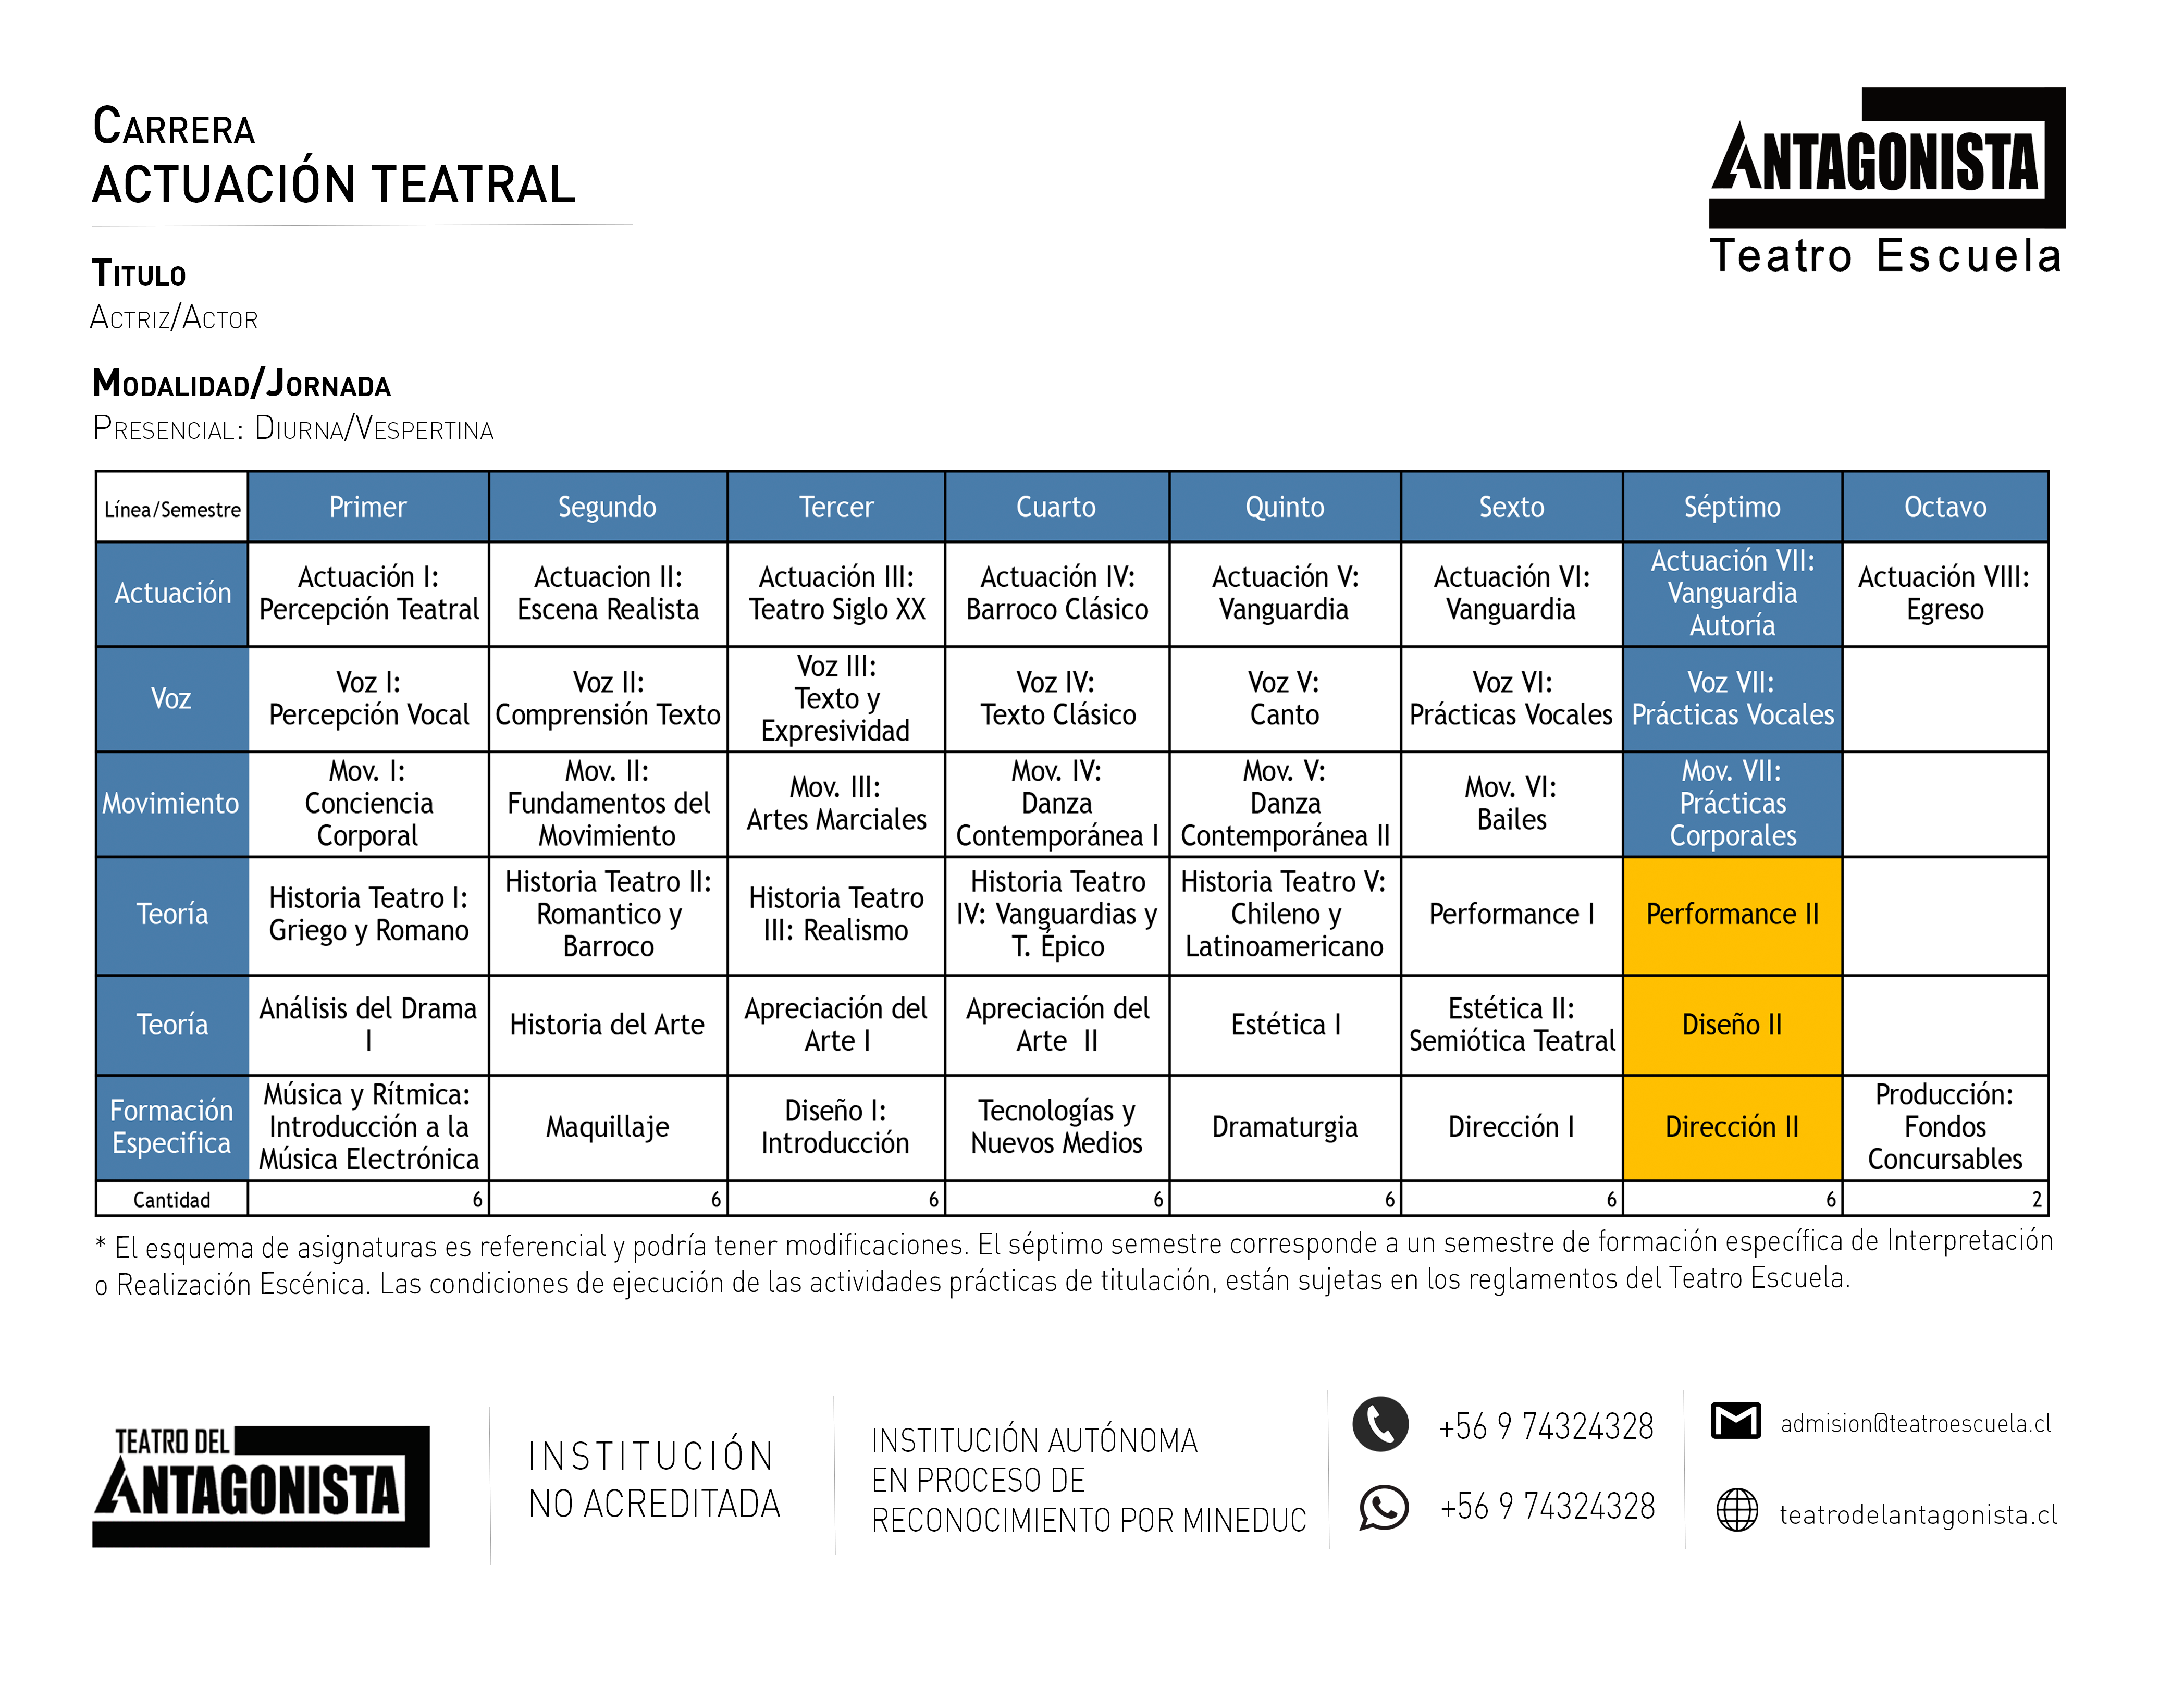 CARRERA
ACTUACIÓN TEATRAL
ANTAGONISTA
Teatro Escuela
TITULO
ACTRIZ/ACTOR
MODALIDAD/JORNADA
PRESENCIAL: DIURNA/VESPERTINA
Línea/Semestre Primer Segundo Tercer Cuarto Quinto Sexto Séptimo Octavo
Actuación
Actuación I:
Percepción Teatral
Actuacion II:
Escena Realista
Actuación III:
Teatro Siglo XX
Actuación IV:
Barroco Clásico
Actuación V:
Vanguardia
Actuación VI:
Vanguardia
Actuación VII:
Vanguardia
Autoría
Actuación VIII:
Egreso
Voz
Voz I:
Percepción Vocal
Voz II:
Comprensión Texto
Voz III:
Texto y
Expresividad
Voz IV:
Texto Clásico
Voz V:
Canto
Voz VI:
Prácticas Vocales
Voz VII:
Prácticas Vocales
Movimiento
Mov. I:
Conciencia
Corporal
Mov. II:
Fundamentos del
Movimiento
Mov. III:
Artes Marciales
Mov. IV:
Danza
Contemporánea I
Mov. V:
Danza
Contemporánea II
Mov. VI:
Bailes
Mov. VII:
Prácticas
Corporales
Teoría
Historia Teatro I:
Griego y Romano
Historia Teatro II:
Romantico y
Barroco
Historia Teatro
III: Realismo
Historia Teatro
IV: Vanguardias y
T. Épico
Historia Teatro V:
Chileno y
Latinoamericano
Performance I
Performance II
Teoría
Análisis del Drama
I
Historia del Arte
Apreciación del
Arte I
Apreciación del
Arte II
Estética I
Estética II:
Semiótica Teatral
Diseño II
Formación
Especifica
Música y Rítmica:
Introducción a la
Música Electrónica
Maquillaje
Diseño I:
Introducción
Tecnologías y
Nuevos Medios
Dramaturgia
Dirección I
Dirección II
Producción:
Fondos
Concursables
Cantidad 6 6 6 6 6 6 6 2
* El esquema de asignaturas es referencial y podría tener modificaciones. El séptimo semestre corresponde a un semestre de formación específica de Interpretación
o Realización Escénica. Las condiciones de ejecución de las actividades prácticas de titulación, están sujetas en los reglamentos del Teatro Escuela.
TEATRO DEL
ANTAGONISTA
INSTITUCIÓN
NO ACREDITADA
INSTITUCIÓN AUTÓNOMA
EN PROCESO DE
RECONOCIMIENTO POR MINEDUC
+56 9 74324328
+56 9 74324328
admision@teatroescuela.cl
teatrodelantagonista.cl